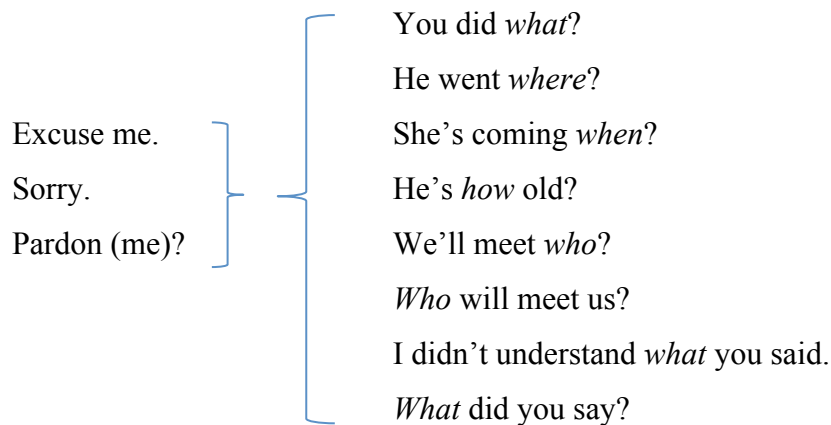 Excuse me.
Sorry.
Pardon (me)?
You did what?
He went where?
She’s coming when?
He’s how old?
We’ll meet who?
Who will meet us?
I didn’t understand what you said.
What did you say?